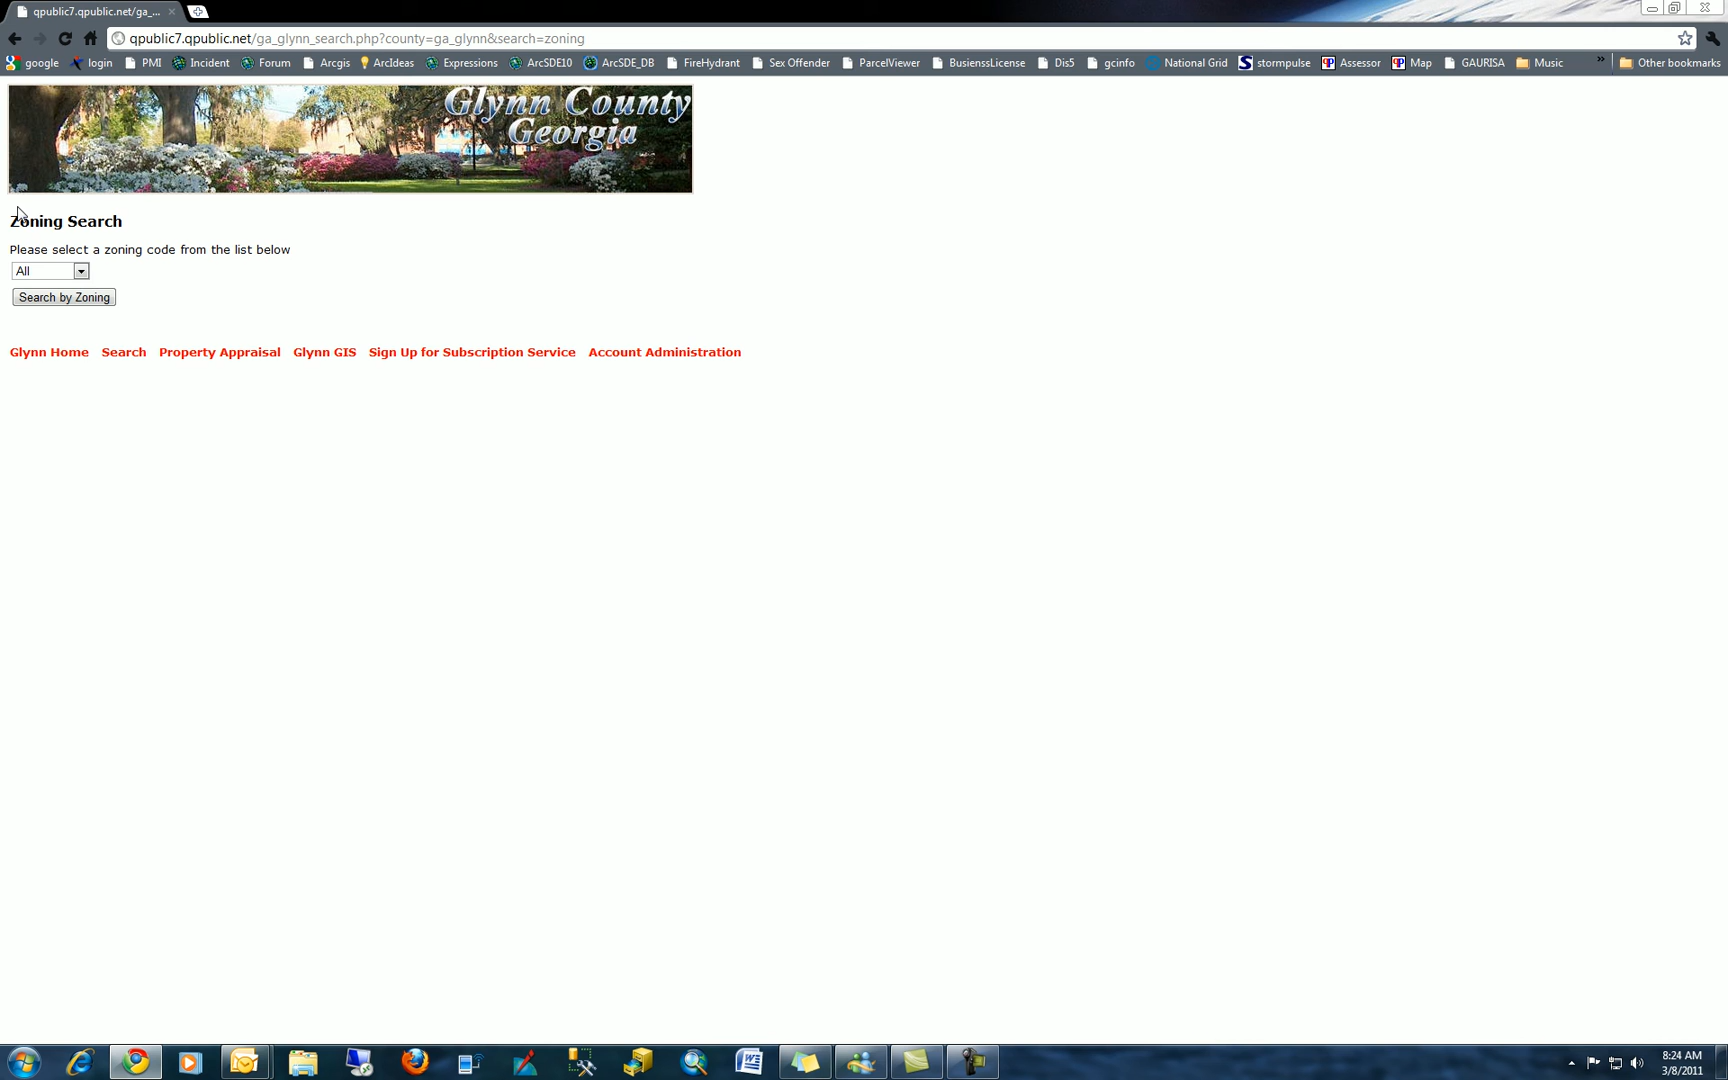 qpublic7.qpublic.net/ga_...
qpublic7.qpublic.net/ga_glynn_search.php?county=ga_glynn&search=zoning
google login PMI Incident Forum Arcgis ArcIdeas Expressions ArcSDE10 ArcSDE_DB FireHydrant Sex Offender ParcelViewer BusienssLicense Dis5 gcinfo National Grid stormpulse Assessor Map GAURISA Music » Other bookmarks
Glynn County
Georgia
Zoning Search
Please select a zoning code from the list below
All
Search by Zoning
Glynn Home Search Property Appraisal Glynn GIS Sign Up for Subscription Service Account Administration
8:24 AM
3/8/2011